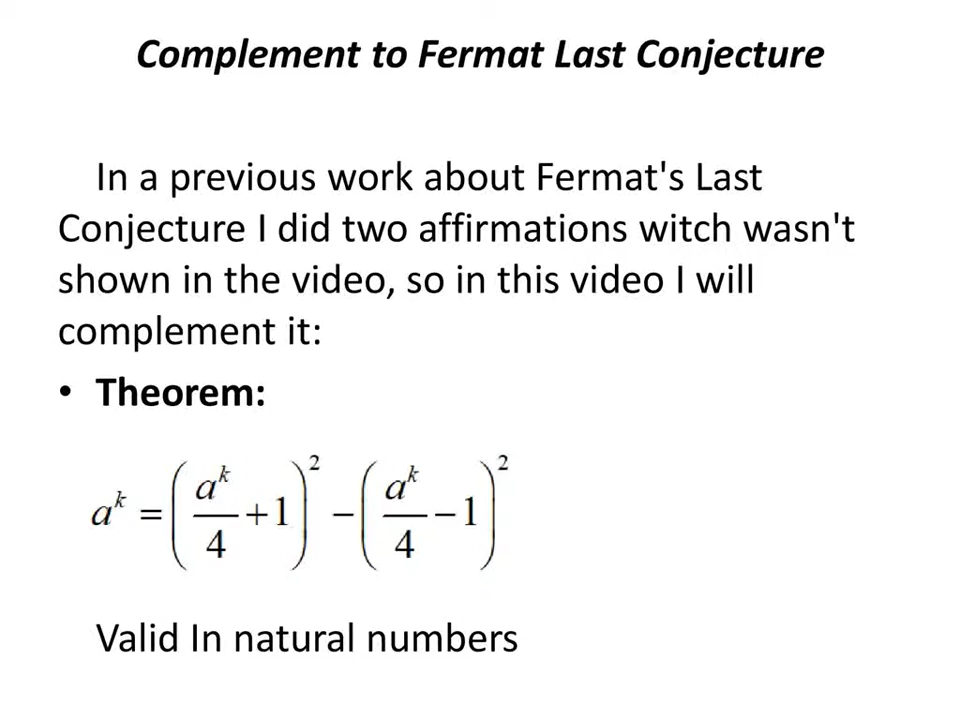 Complement to Fermat Last Conjecture
In a previous work about Fermat's Last
Conjecture I did two affirmations witch wasn't
shown in the video, so in this video I will
complement it:
• Theorem:
a^k = (a^k/4 + 1)^2 − (a^k/4 − 1)^2
Valid In natural numbers